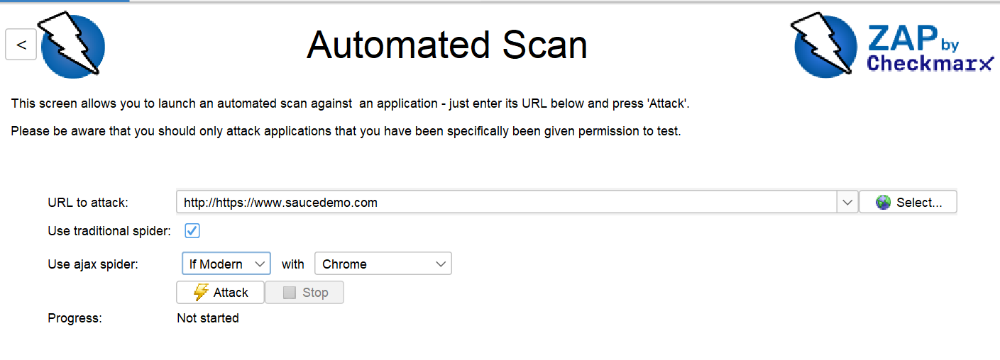 <
Automated Scan
ZAP by
Checkmarx
This screen allows you to launch an automated scan against  an application - just enter its URL below and press 'Attack'.
Please be aware that you should only attack applications that you have been specifically been given permission to test.
URL to attack: http://https://www.saucedemo.com Select...
Use traditional spider:
Use ajax spider: If Modern with Chrome
Attack Stop
Progress: Not started